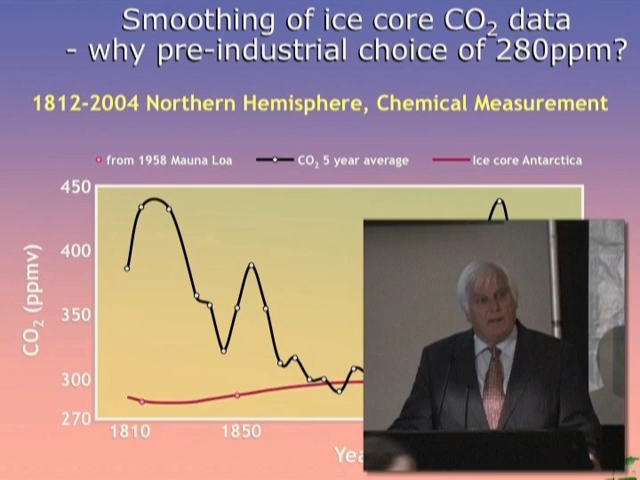 Smoothing of ice core CO2 data
- why pre-industrial choice of 280ppm?
1812-2004 Northern Hemisphere, Chemical Measurement
from 1958 Mauna Loa
CO2 5 year average
Ice core Antarctica
450
400
350
300
270
CO2 (ppmv)
1810
1850